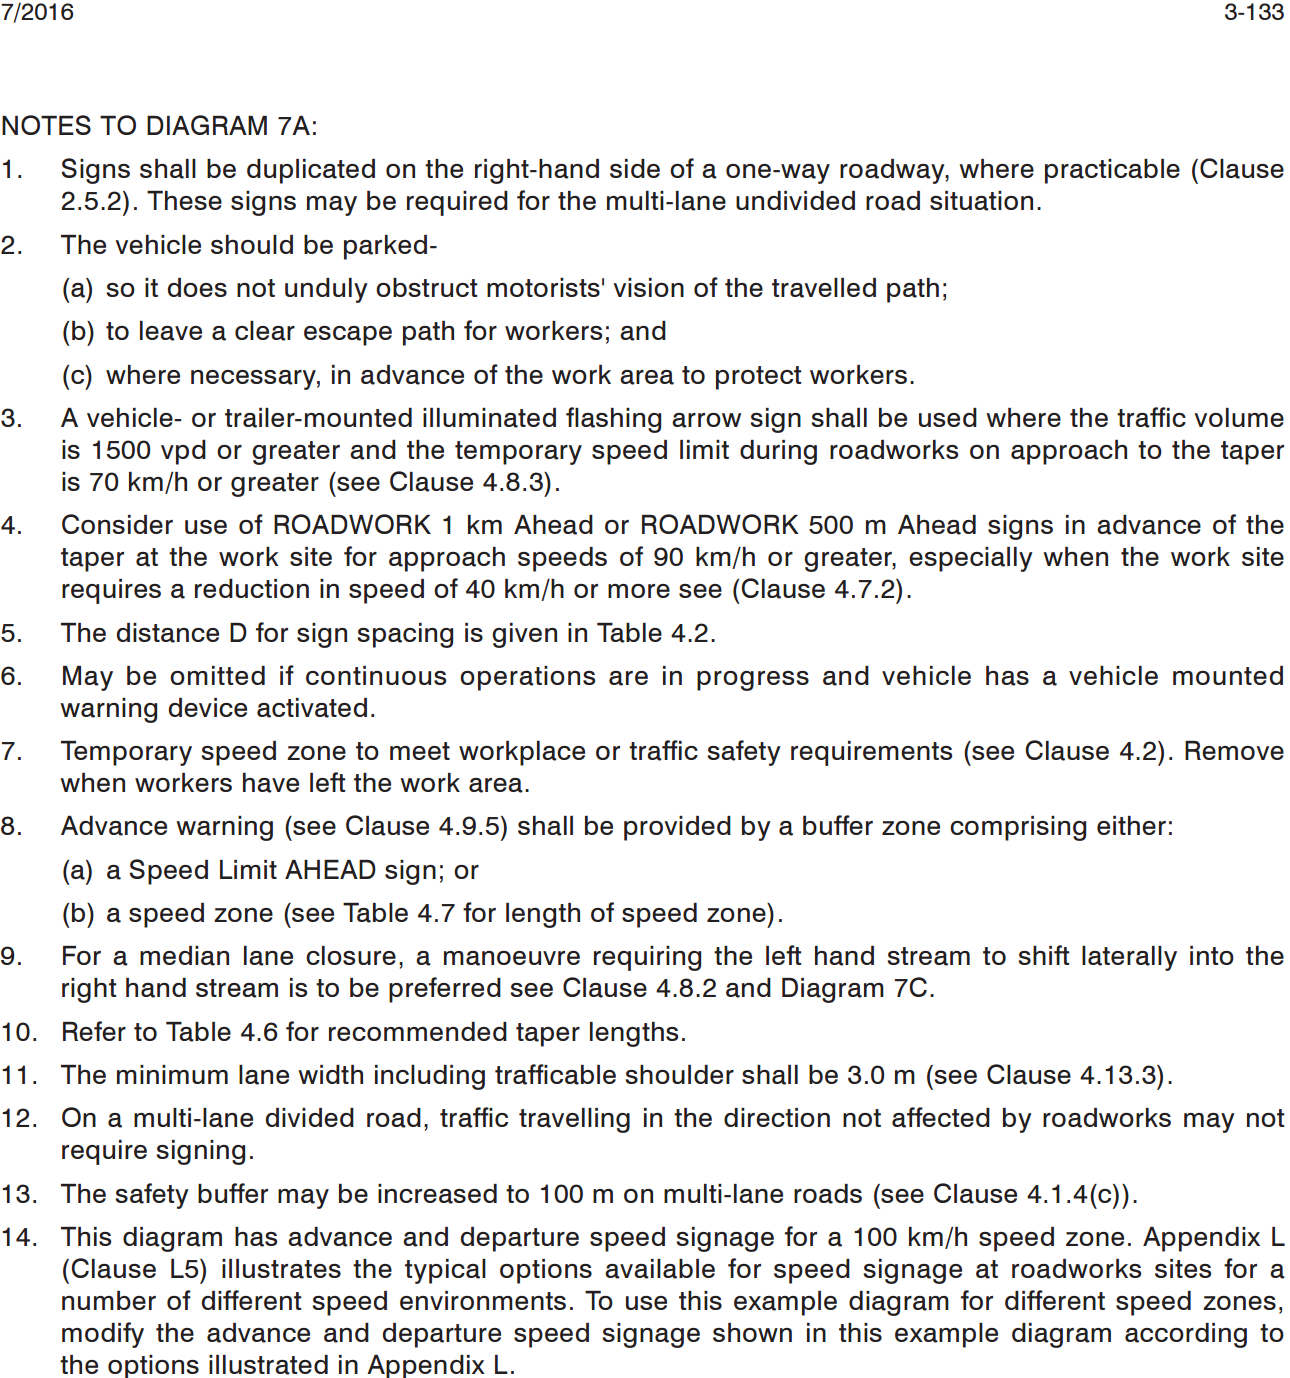 7/2016 3-133
NOTES TO DIAGRAM 7A:
1. Signs shall be duplicated on the right-hand side of a one-way roadway, where practicable (Clause
2.5.2). These signs may be required for the multi-lane undivided road situation.
2. The vehicle should be parked-
(a) so it does not unduly obstruct motorists' vision of the travelled path;
(b) to leave a clear escape path for workers; and
(c) where necessary, in advance of the work area to protect workers.
3. A vehicle- or trailer-mounted illuminated flashing arrow sign shall be used where the traffic volume
is 1500 vpd or greater and the temporary speed limit during roadworks on approach to the taper
is 70 km/h or greater (see Clause 4.8.3).
4. Consider use of ROADWORK 1 km Ahead or ROADWORK 500 m Ahead signs in advance of the
taper at the work site for approach speeds of 90 km/h or greater, especially when the work site
requires a reduction in speed of 40 km/h or more see (Clause 4.7.2).
5. The distance D for sign spacing is given in Table 4.2.
6. May be omitted if continuous operations are in progress and vehicle has a vehicle mounted
warning device activated.
7. Temporary speed zone to meet workplace or traffic safety requirements (see Clause 4.2). Remove
when workers have left the work area.
8. Advance warning (see Clause 4.9.5) shall be provided by a buffer zone comprising either:
(a) a Speed Limit AHEAD sign; or
(b) a speed zone (see Table 4.7 for length of speed zone).
9. For a median lane closure, a manoeuvre requiring the left hand stream to shift laterally into the
right hand stream is to be preferred see Clause 4.8.2 and Diagram 7C.
10. Refer to Table 4.6 for recommended taper lengths.
11. The minimum lane width including trafficable shoulder shall be 3.0 m (see Clause 4.13.3).
12. On a multi-lane divided road, traffic travelling in the direction not affected by roadworks may not
require signing.
13. The safety buffer may be increased to 100 m on multi-lane roads (see Clause 4.1.4(c)).
14. This diagram has advance and departure speed signage for a 100 km/h speed zone. Appendix L
(Clause L5) illustrates the typical options available for speed signage at roadworks sites for a
number of different speed environments. To use this example diagram for different speed zones,
modify the advance and departure speed signage shown in this example diagram according to
the options illustrated in Appendix L.